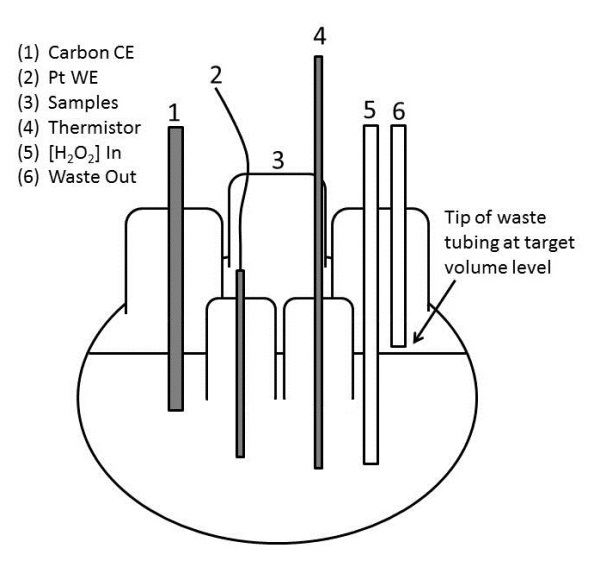 (1) Carbon CE
(2) Pt WE
(3) Samples
(4) Thermistor
(5) [H₂O₂] In
(6) Waste Out
1
2
3
4
5
6
Tip of waste
tubing at target
volume level